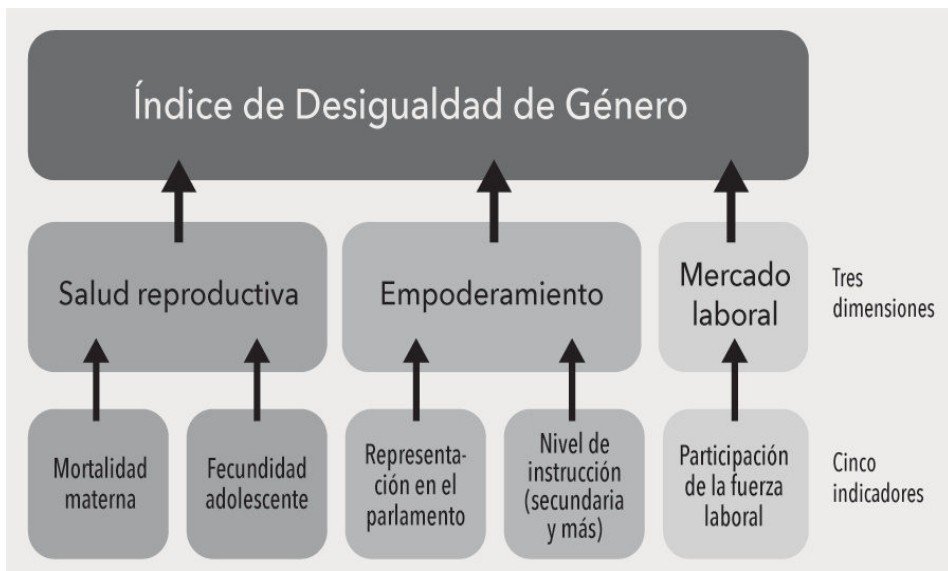 Índice de Desigualdad de Género
Salud reproductiva
Empoderamiento
Mercado
laboral
Tres
dimensiones
Mortalidad
materna
Fecundidad
adolescente
Representa-
ción en el
parlamento
Nivel de
instrucción
(secundaria
y más)
Participación
de la fuerza
laboral
Cinco
indicadores